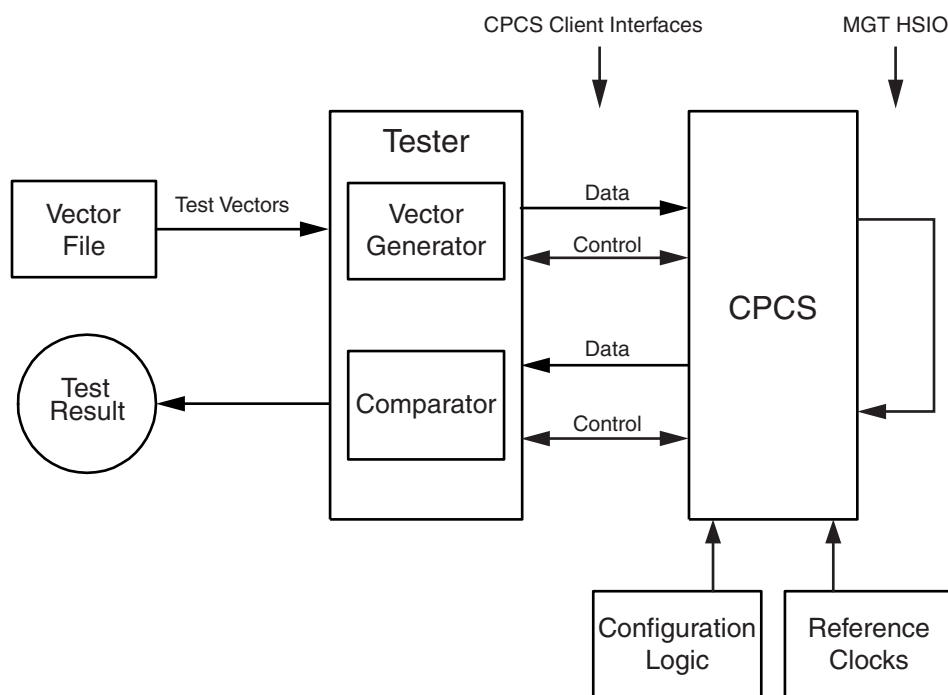 CPCS Client Interfaces
MGT HSIO
Tester
Vector
File
Test Vectors
Vector
Generator
Data
Control
CPCS
Test
Result
Comparator
Data
Control
Configuration
Logic
Reference
Clocks